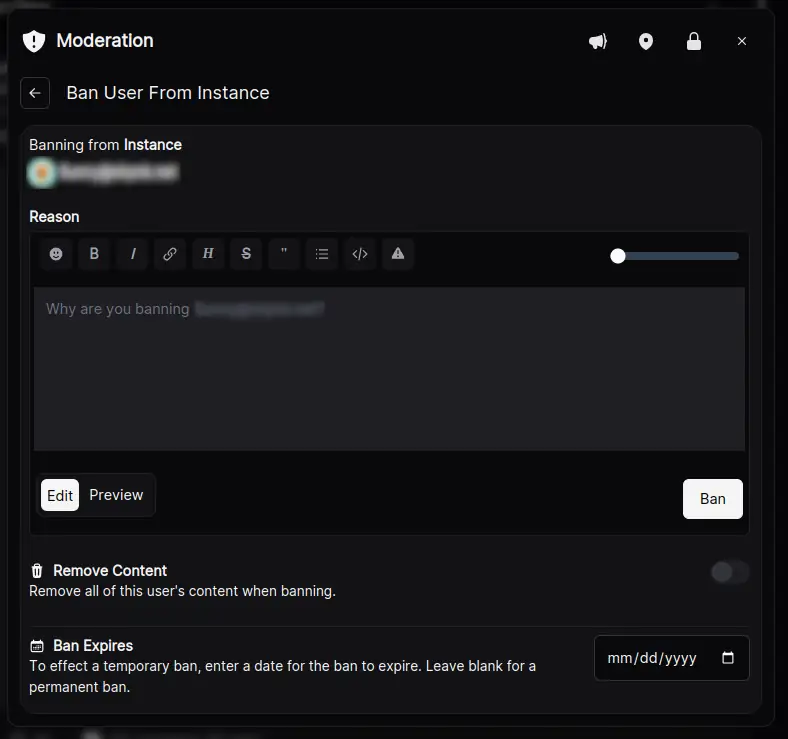 Moderation
Ban User From Instance
Banning from Instance
Reason
B I H S " </>
Why are you banning
Edit Preview
Ban
Remove Content
Remove all of this user's content when banning.
Ban Expires
To effect a temporary ban, enter a date for the ban to expire. Leave blank for a
permanent ban.
mm/dd/yyyy